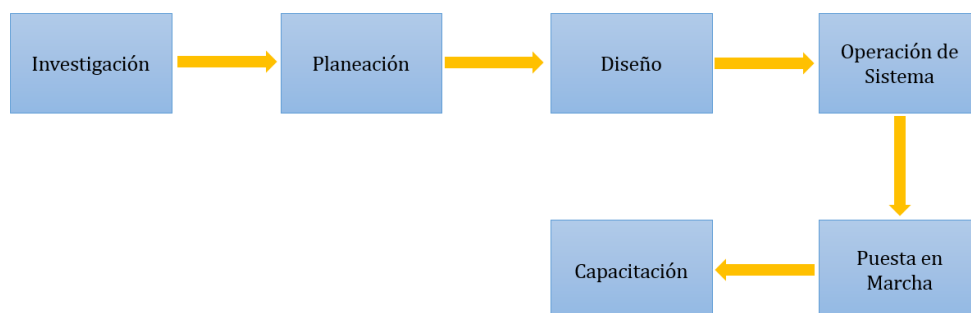 Investigación
Planeación
Diseño
Operación de
Sistema
Capacitación
Puesta en
Marcha